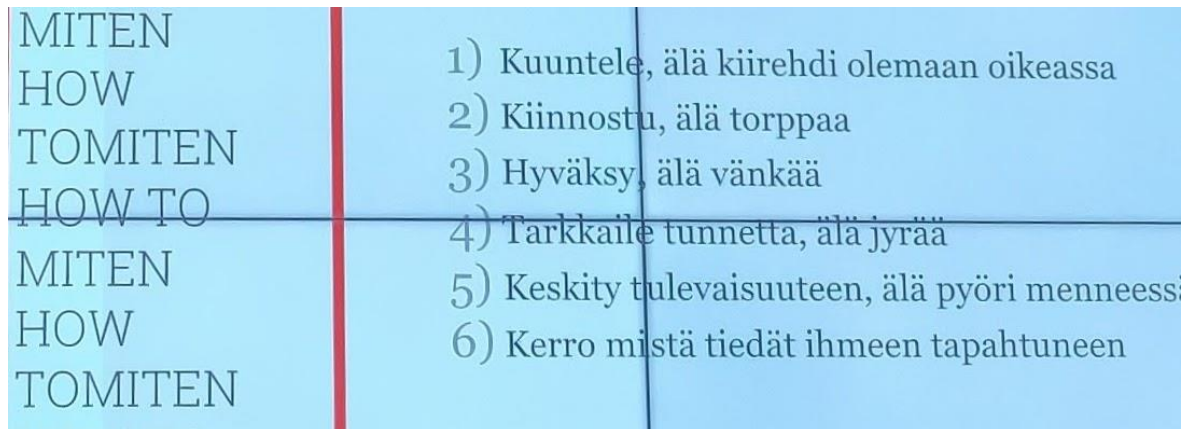 MITEN
HOW
TOMITEN
HOW TO
MITEN
HOW
TOMITEN
1) Kuuntele, älä kiirehdi olemaan oikeassa
2) Kiinnostu, älä torppaa
3) Hyväksy, älä vänkää
4) Tarkkaile tunnetta, älä jyrää
5) Keskity tulevaisuuteen, älä pyöri menneessä
6) Kerro mistä tiedät ihmeen tapahtuneen